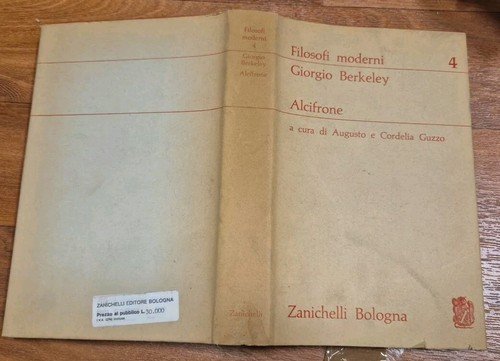 Filosofi moderni
4
Giorgio Berkeley
Alcifrone
a cura di Augusto e Cordelia Guzzo
Zanichelli Bologna
Filosofi
moderni
4
Giorgio
Berkeley
Alcifrone
Zanichelli
ZANICHELLI EDITORE BOLOGNA
Prezzo al pubblico L. 30.000